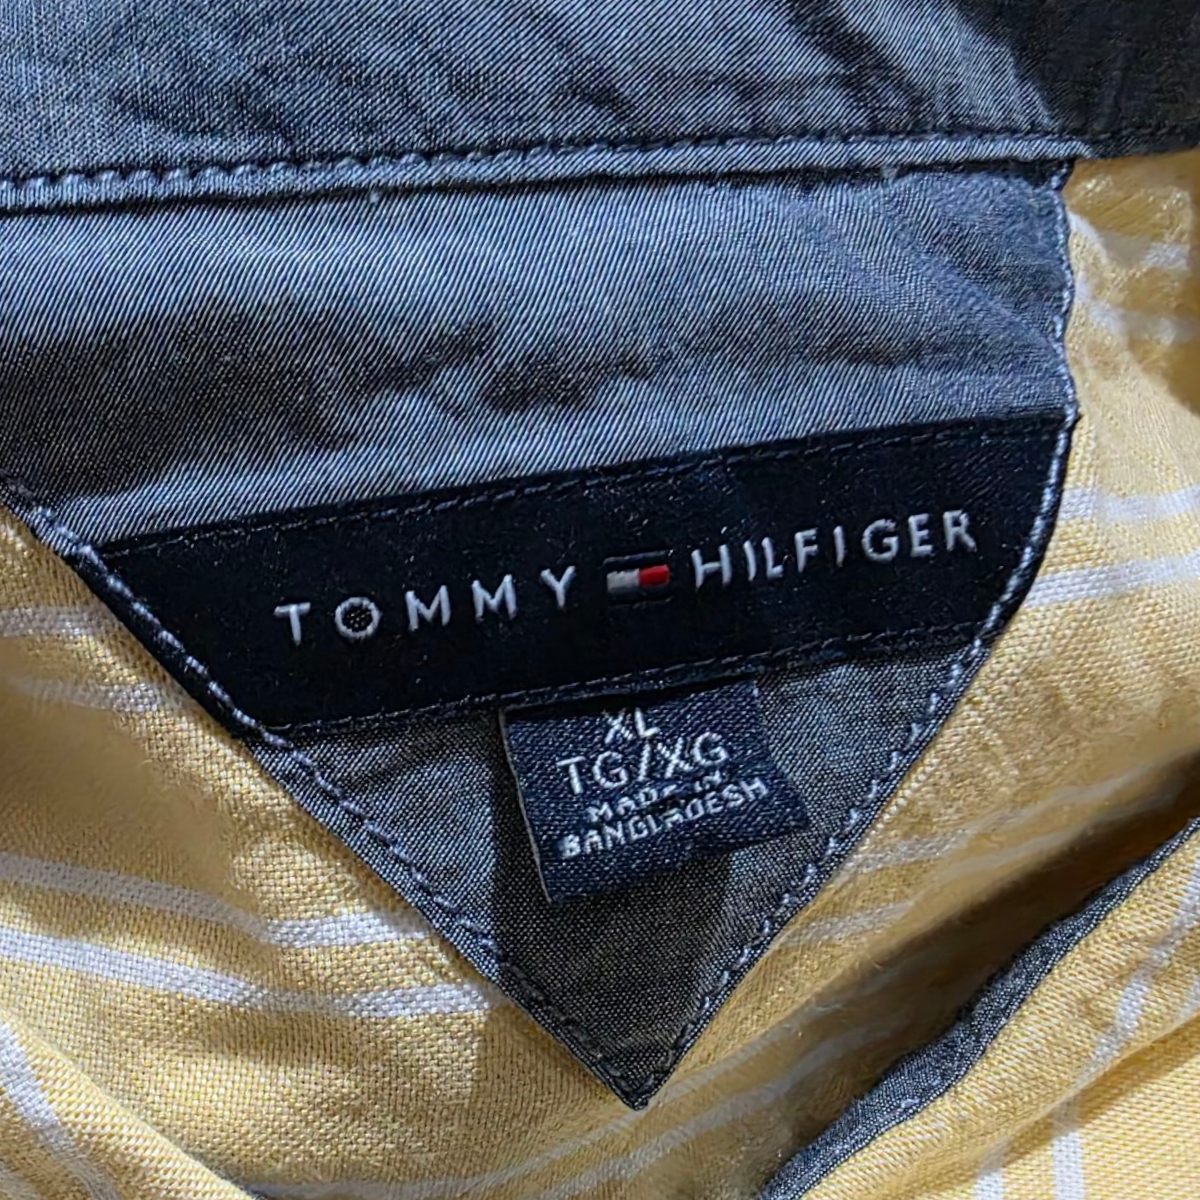 TOMMY HILFIGER
XL
TG/XG
MADE IN
BANGLADESH